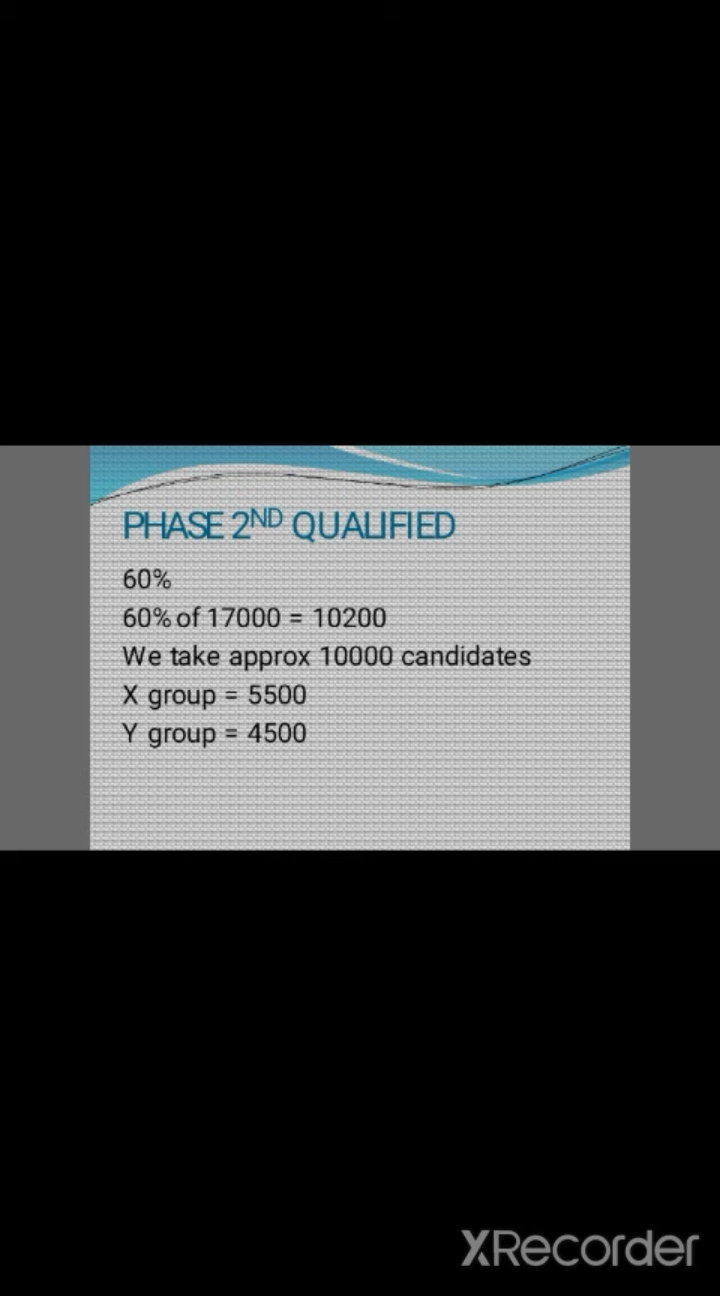 PHASE 2ND QUALIFIED
60%
60% of 17000 = 10200
We take approx 10000 candidates
X group = 5500
Y group = 4500
XRecorder